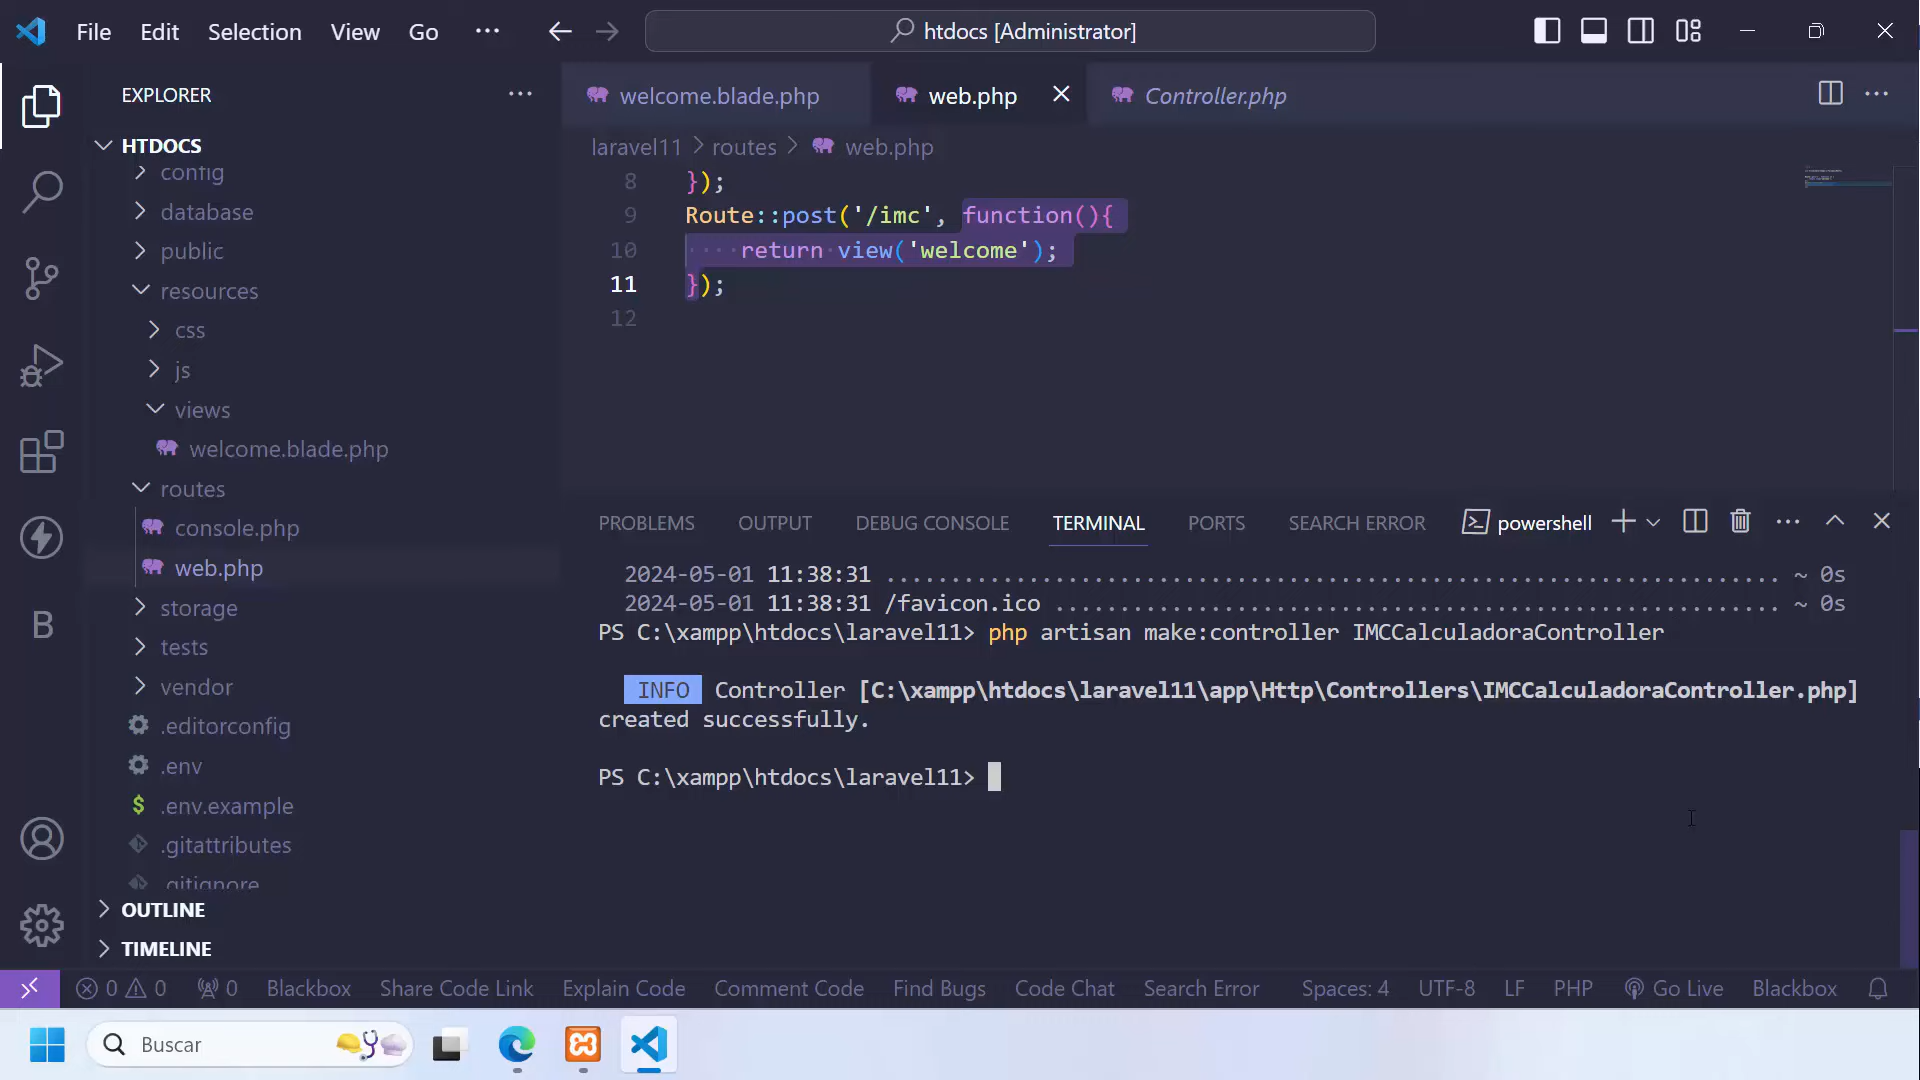 File Edit Selection View Go ··· htdocs [Administrator]
EXPLORER ···
HTDOCS
config
database
public
resources
css
js
views
welcome.blade.php
routes
console.php
web.php
storage
tests
vendor
.editorconfig
.env
.env.example
.gitattributes
.gitignore
OUTLINE
TIMELINE
welcome.blade.php web.php Controller.php
laravel11 > routes > web.php
8 });
9 Route::post('/imc', function(){
10 ····return·view('welcome');
11 });
12
PROBLEMS OUTPUT DEBUG CONSOLE TERMINAL PORTS SEARCH ERROR powershell
2024-05-01 11:38:31 ..................................................................... ~ 0s
2024-05-01 11:38:31 /favicon.ico ........................................................ ~ 0s
PS C:\xampp\htdocs\laravel11> php artisan make:controller IMCCalculadoraController
INFO Controller [C:\xampp\htdocs\laravel11\app\Http\Controllers\IMCCalculadoraController.php]
created successfully.
PS C:\xampp\htdocs\laravel11>
0 0 0 Blackbox Share Code Link Explain Code Comment Code Find Bugs Code Chat Search Error Spaces: 4 UTF-8 LF PHP Go Live Blackbox
Buscar